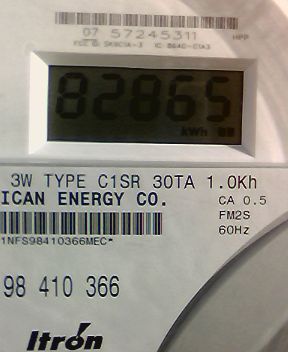 07 57245311 HPP
82865
kWh
3W TYPE C1SR 30TA 1.0Kh
ICAN ENERGY CO.
CA 0.5
FM2S
60Hz
1NFS98410366MEC*
98 410 366
Itron